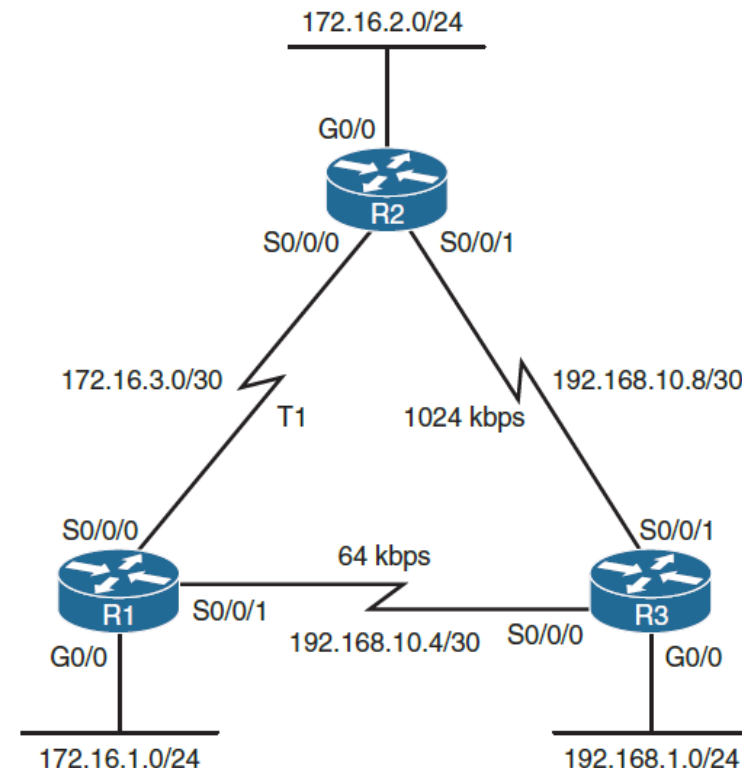 172.16.2.0/24
G0/0
R2
S0/0/0
S0/0/1
172.16.3.0/30
192.168.10.8/30
T1
1024 kbps
S0/0/0
S0/0/1
64 kbps
R1
S0/0/1
R3
192.168.10.4/30
S0/0/0
G0/0
G0/0
172.16.1.0/24
192.168.1.0/24